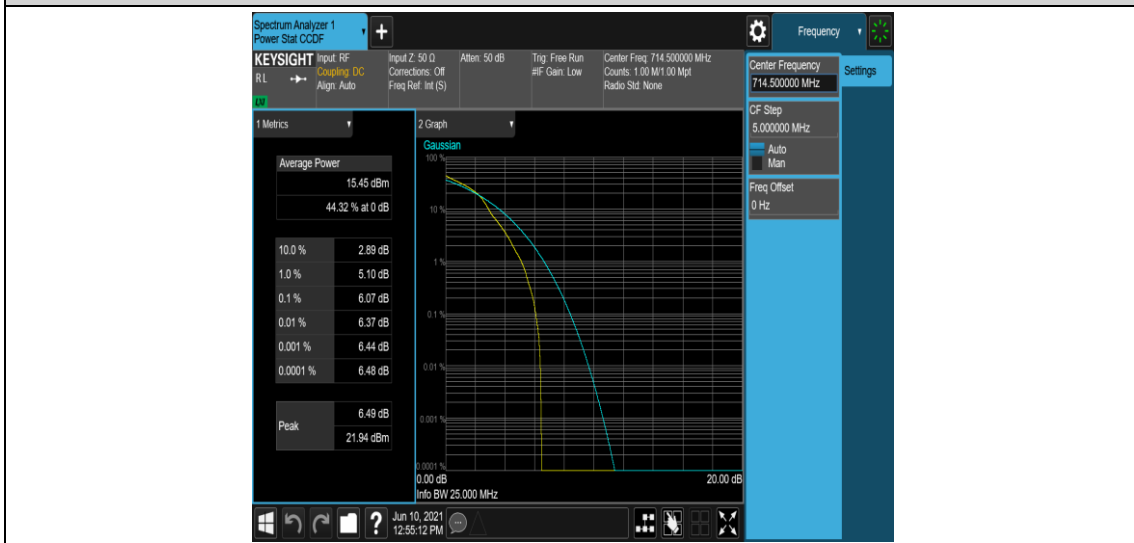 Spectrum Analyzer 1
Power Stat CCDF
+
Frequency
KEYSIGHT
RL
LXI
Input: RF
Coupling: DC
Align: Auto
Input Z: 50 Ω
Corrections: Off
Freq Ref: Int (S)
Atten: 50 dB
Trig: Free Run
#IF Gain: Low
Center Freq: 714.500000 MHz
Counts: 1.00 M/1.00 Mpt
Radio Std: None
Center Frequency
714.500000 MHz
Settings
CF Step
5.000000 MHz
Auto
Man
Freq Offset
0 Hz
1 Metrics
Average Power
15.45 dBm
44.32 % at 0 dB
10.0 % 2.89 dB
1.0 % 5.10 dB
0.1 % 6.07 dB
0.01 % 6.37 dB
0.001 % 6.44 dB
0.0001 % 6.48 dB
Peak
6.49 dB
21.94 dBm
2 Graph
Gaussian
100 %
10 %
1 %
0.1 %
0.01 %
0.001 %
0.0001 %
0.00 dB 20.00 dB
Info BW 25.000 MHz
?
Jun 10, 2021
12:55:12 PM